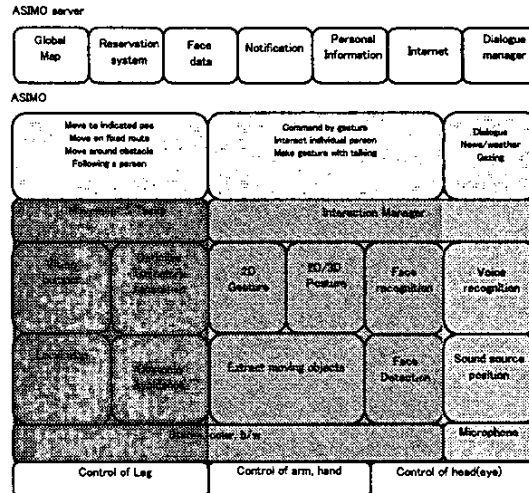 ASIMO server
Global
Map
Reservation
system
Face
data
Notification
Personal
Information
Internet
Dialogue
manager
ASIMO
Move to indicated pos
Move on fixed route
Move around obstacle
Following a person
Command by gesture
Interact individual person
Make gesture with talking
Dialogue
News/weather
Gazing
Interaction Manager
2D
Gesture
2D/3D
Posture
Face
recognition
Voice
recognition
Extract moving objects
Face
Detection
Sound source
position
b/w
Microphone
Control of Leg
Control of arm, hand
Control of head(eye)